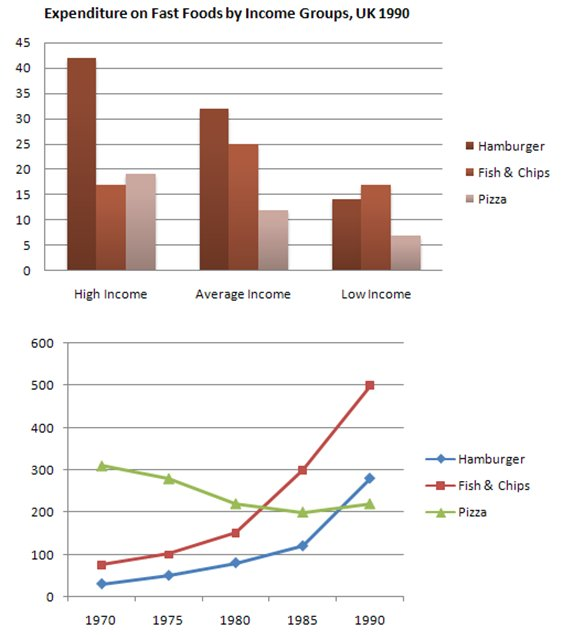 Expenditure on Fast Foods by Income Groups, UK 1990
45
40
35
30
25
20
15
10
5
0
High Income Average Income Low Income
Hamburger
Fish & Chips
Pizza
600
500
400
300
200
100
0
1970 1975 1980 1985 1990
Hamburger
Fish & Chips
Pizza